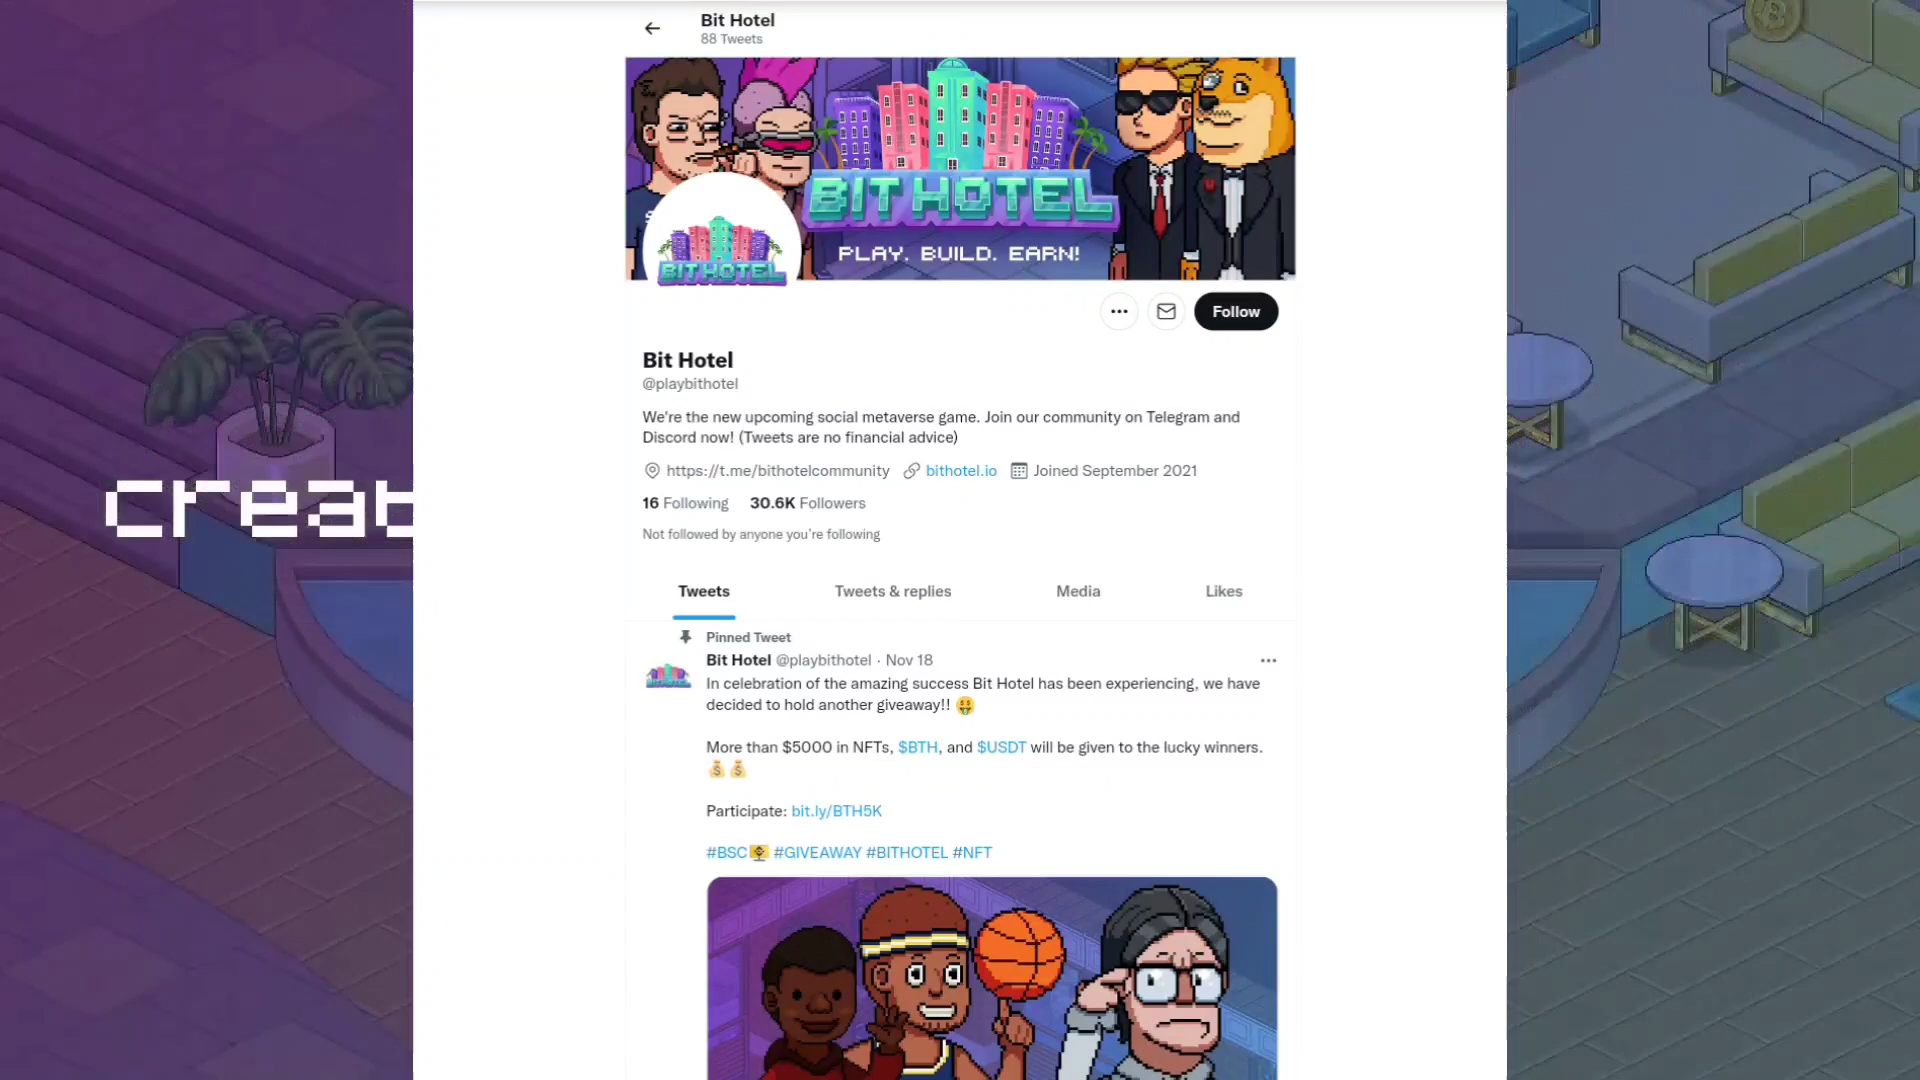 Bit Hotel
88 Tweets
BIT HOTEL
PLAY. BUILD. EARN!
BIT HOTEL
Follow
Bit Hotel
@playbithotel
We're the new upcoming social metaverse game. Join our community on Telegram and
Discord now! (Tweets are no financial advice)
https://t.me/bithotelcommunity bithotel.io Joined September 2021
16 Following 30.6K Followers
creat
Not followed by anyone you're following
Tweets Tweets & replies Media Likes
Pinned Tweet
Bit Hotel @playbithotel · Nov 18
In celebration of the amazing success Bit Hotel has been experiencing, we have
decided to hold another giveaway!! 🤑
More than $5000 in NFTs, $BTH, and $USDT will be given to the lucky winners.
💰💰
Participate: bit.ly/BTH5K
#BSC #GIVEAWAY #BITHOTEL #NFT